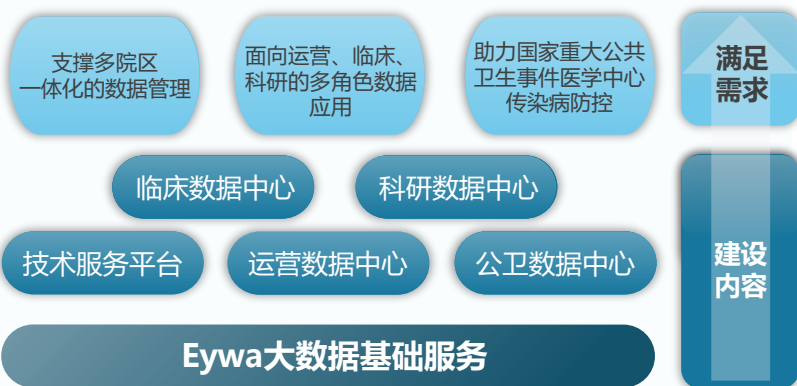 支撑多院区
一体化的数据管理
面向运营、临床、
科研的多角色数据
应用
助力国家重大公共
卫生事件医学中心
传染病防控
满足
需求
临床数据中心
科研数据中心
技术服务平台
运营数据中心
公卫数据中心
建设
内容
Eywa大数据基础服务